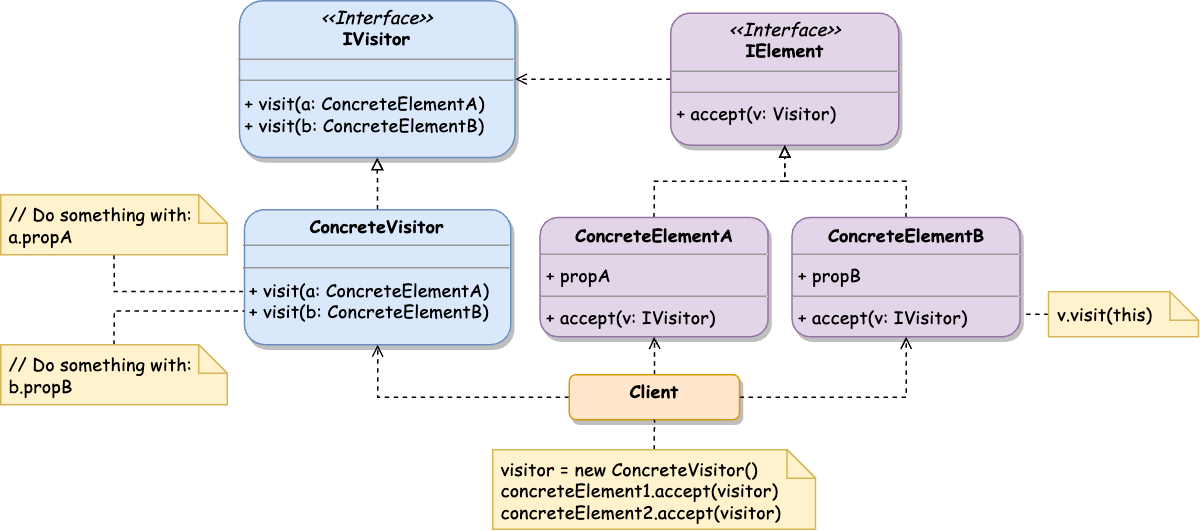 <<Interface>>
IVisitor
+ visit(a: ConcreteElementA)
+ visit(b: ConcreteElementB)
<<Interface>>
IElement
+ accept(v: Visitor)
// Do something with:
a.propA
ConcreteVisitor
+ visit(a: ConcreteElementA)
+ visit(b: ConcreteElementB)
ConcreteElementA
+ propA
+ accept(v: IVisitor)
ConcreteElementB
+ propB
+ accept(v: IVisitor)
v.visit(this)
// Do something with:
b.propB
Client
visitor = new ConcreteVisitor()
concreteElement1.accept(visitor)
concreteElement2.accept(visitor)